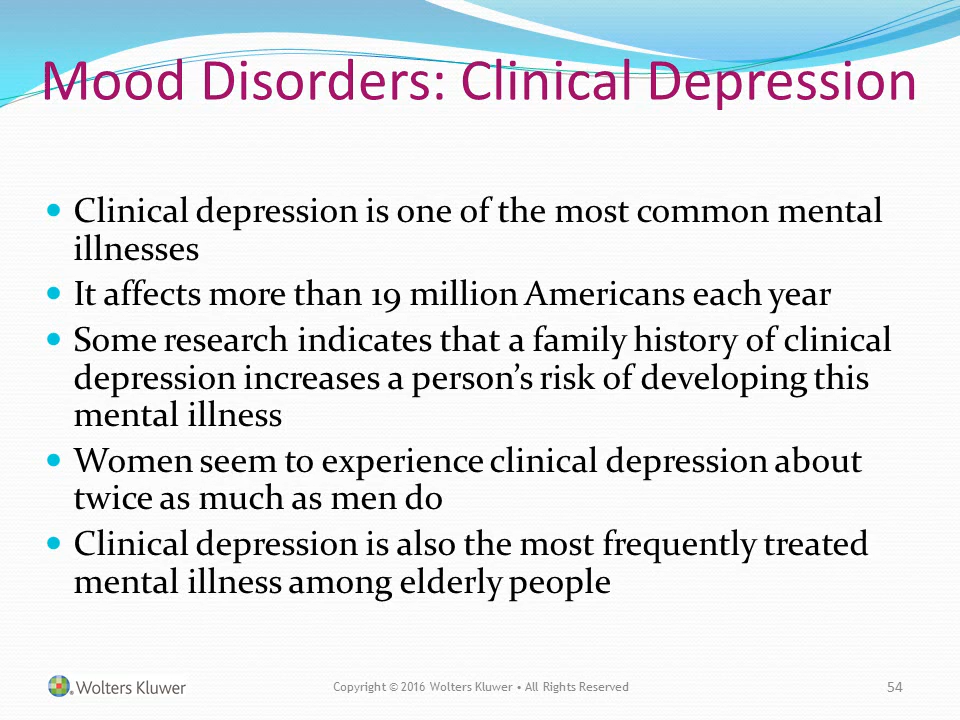 Mood Disorders: Clinical Depression
• Clinical depression is one of the most common mental
illnesses
• It affects more than 19 million Americans each year
• Some research indicates that a family history of clinical
depression increases a person's risk of developing this
mental illness
• Women seem to experience clinical depression about
twice as much as men do
• Clinical depression is also the most frequently treated
mental illness among elderly people
Wolters Kluwer Copyright © 2016 Wolters Kluwer • All Rights Reserved 54